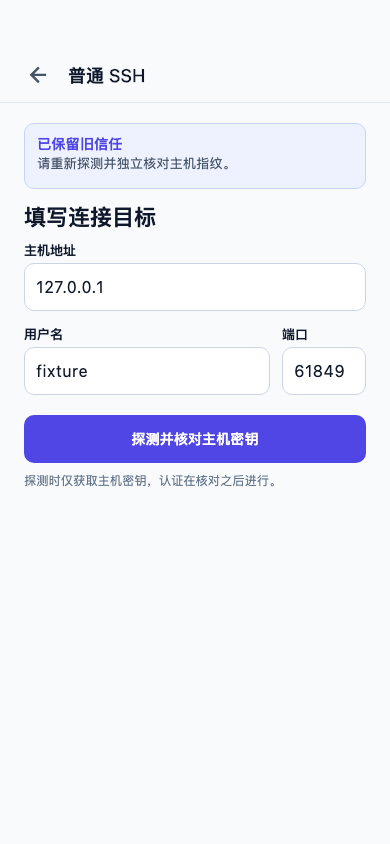 普通 SSH
已保留旧信任
请重新探测并独立核对主机指纹。
填写连接目标
主机地址
127.0.0.1
用户名 端口
fixture 61849
探测并核对主机密钥
探测时仅获取主机密钥，认证在核对之后进行。